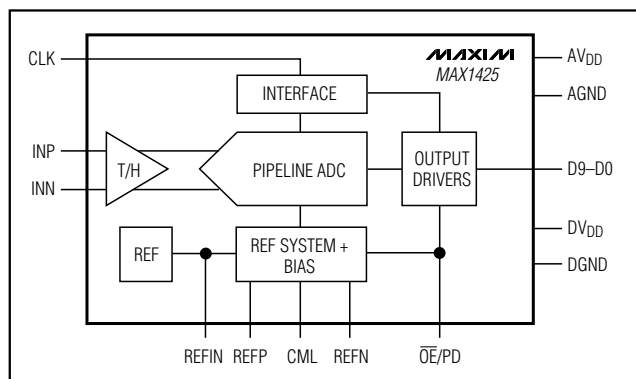 CLK
MAXIM
MAX1425
AVDD
AGND
INTERFACE
INP
INN
T/H
PIPELINE ADC
OUTPUT
DRIVERS
D9–D0
REF
REF SYSTEM +
BIAS
DVDD
DGND
REFIN
REFP
CML
REFN
O̅E̅/PD